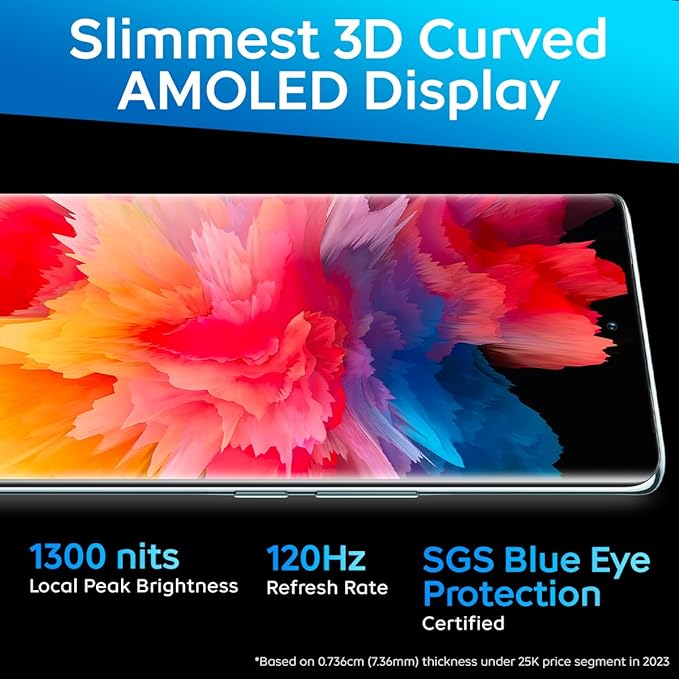 Slimmest 3D Curved
AMOLED Display
1300 nits
Local Peak Brightness
120Hz
Refresh Rate
SGS Blue Eye
Protection
Certified
*Based on 0.736cm (7.36mm) thickness under 25K price segment in 2023